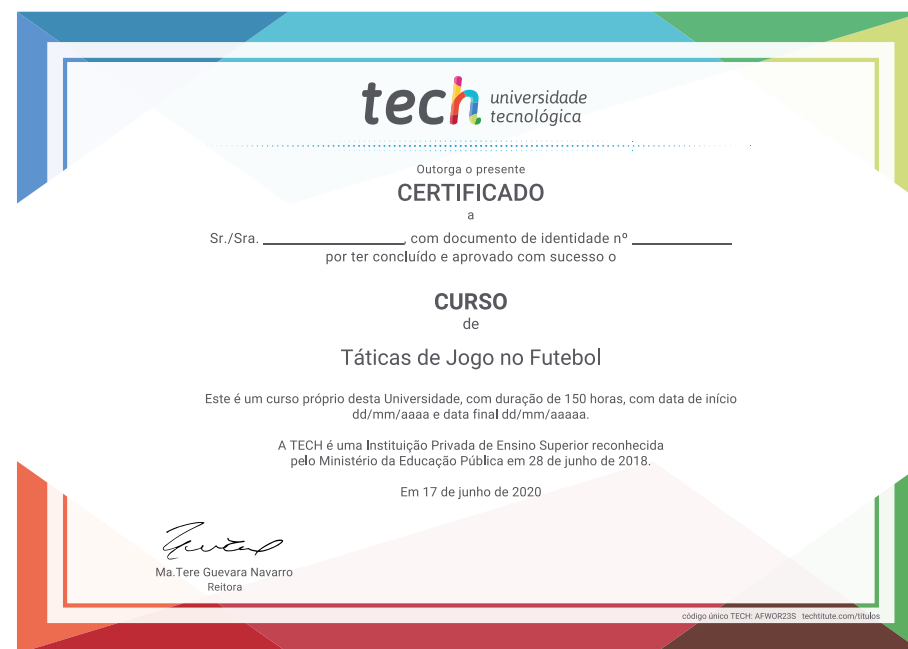 tech universidade
tecnológica
Outorga o presente
CERTIFICADO
a
Sr./Sra. ____________________, com documento de identidade nº ______________
por ter concluído e aprovado com sucesso o
CURSO
de
Táticas de Jogo no Futebol
Este é um curso próprio desta Universidade, com duração de 150 horas, com data de início
dd/mm/aaaa e data final dd/mm/aaaaa.
A TECH é uma Instituição Privada de Ensino Superior reconhecida
pelo Ministério da Educação Pública em 28 de junho de 2018.
Em 17 de junho de 2020
Ma.Tere Guevara Navarro
Reitora
código único TECH: AFWOR23S techtitute.com/titulos